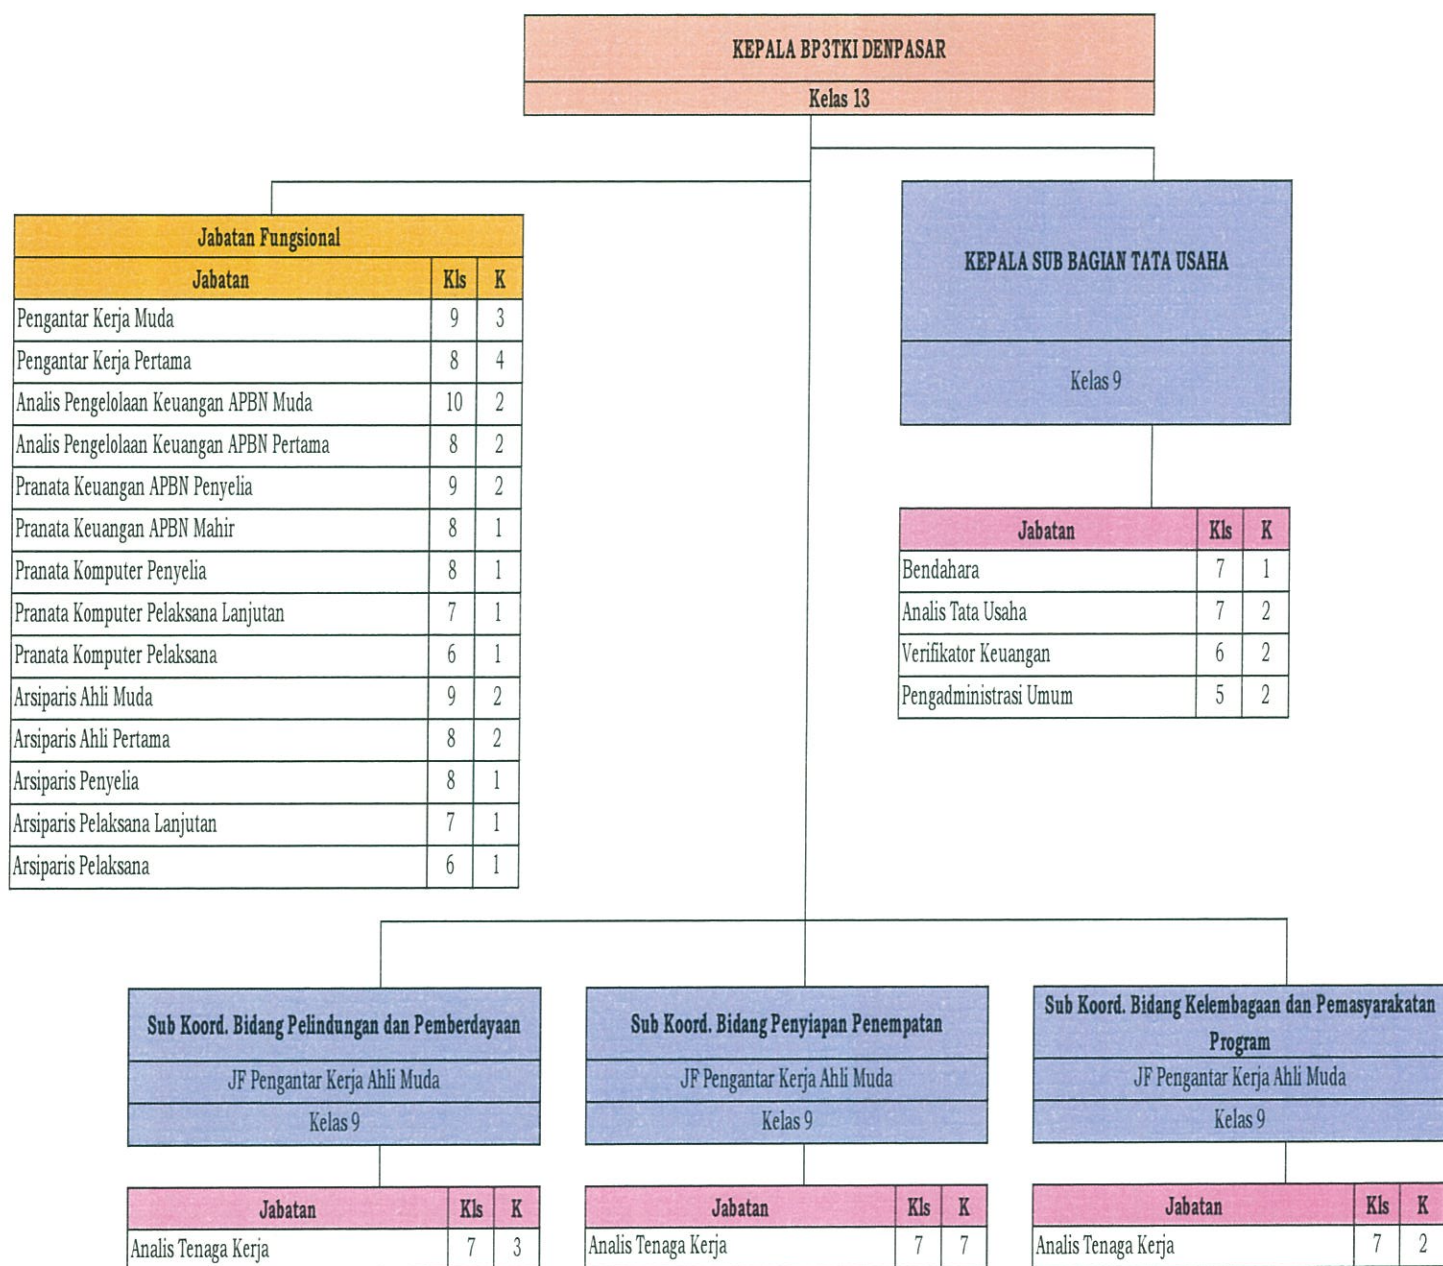 KEPALA BP3TKI DENPASAR
Kelas 13
Jabatan Fungsional
Jabatan Kls K
Pengantar Kerja Muda 9 3
Pengantar Kerja Pertama 8 4
Analis Pengelolaan Keuangan APBN Muda 10 2
Analis Pengelolaan Keuangan APBN Pertama 8 2
Pranata Keuangan APBN Penyelia 9 2
Pranata Keuangan APBN Mahir 8 1
Pranata Komputer Penyelia 8 1
Pranata Komputer Pelaksana Lanjutan 7 1
Pranata Komputer Pelaksana 6 1
Arsiparis Ahli Muda 9 2
Arsiparis Ahli Pertama 8 2
Arsiparis Penyelia 8 1
Arsiparis Pelaksana Lanjutan 7 1
Arsiparis Pelaksana 6 1
KEPALA SUB BAGIAN TATA USAHA
Kelas 9
Jabatan Kls K
Bendahara 7 1
Analis Tata Usaha 7 2
Verifikator Keuangan 6 2
Pengadministrasi Umum 5 2
Sub Koord. Bidang Pelindungan dan Pemberdayaan
JF Pengantar Kerja Ahli Muda
Kelas 9
Jabatan Kls K
Analis Tenaga Kerja 7 3
Sub Koord. Bidang Penyiapan Penempatan
JF Pengantar Kerja Ahli Muda
Kelas 9
Jabatan Kls K
Analis Tenaga Kerja 7 7
Sub Koord. Bidang Kelembagaan dan Pemasyarakatan
Program
JF Pengantar Kerja Ahli Muda
Kelas 9
Jabatan Kls K
Analis Tenaga Kerja 7 2